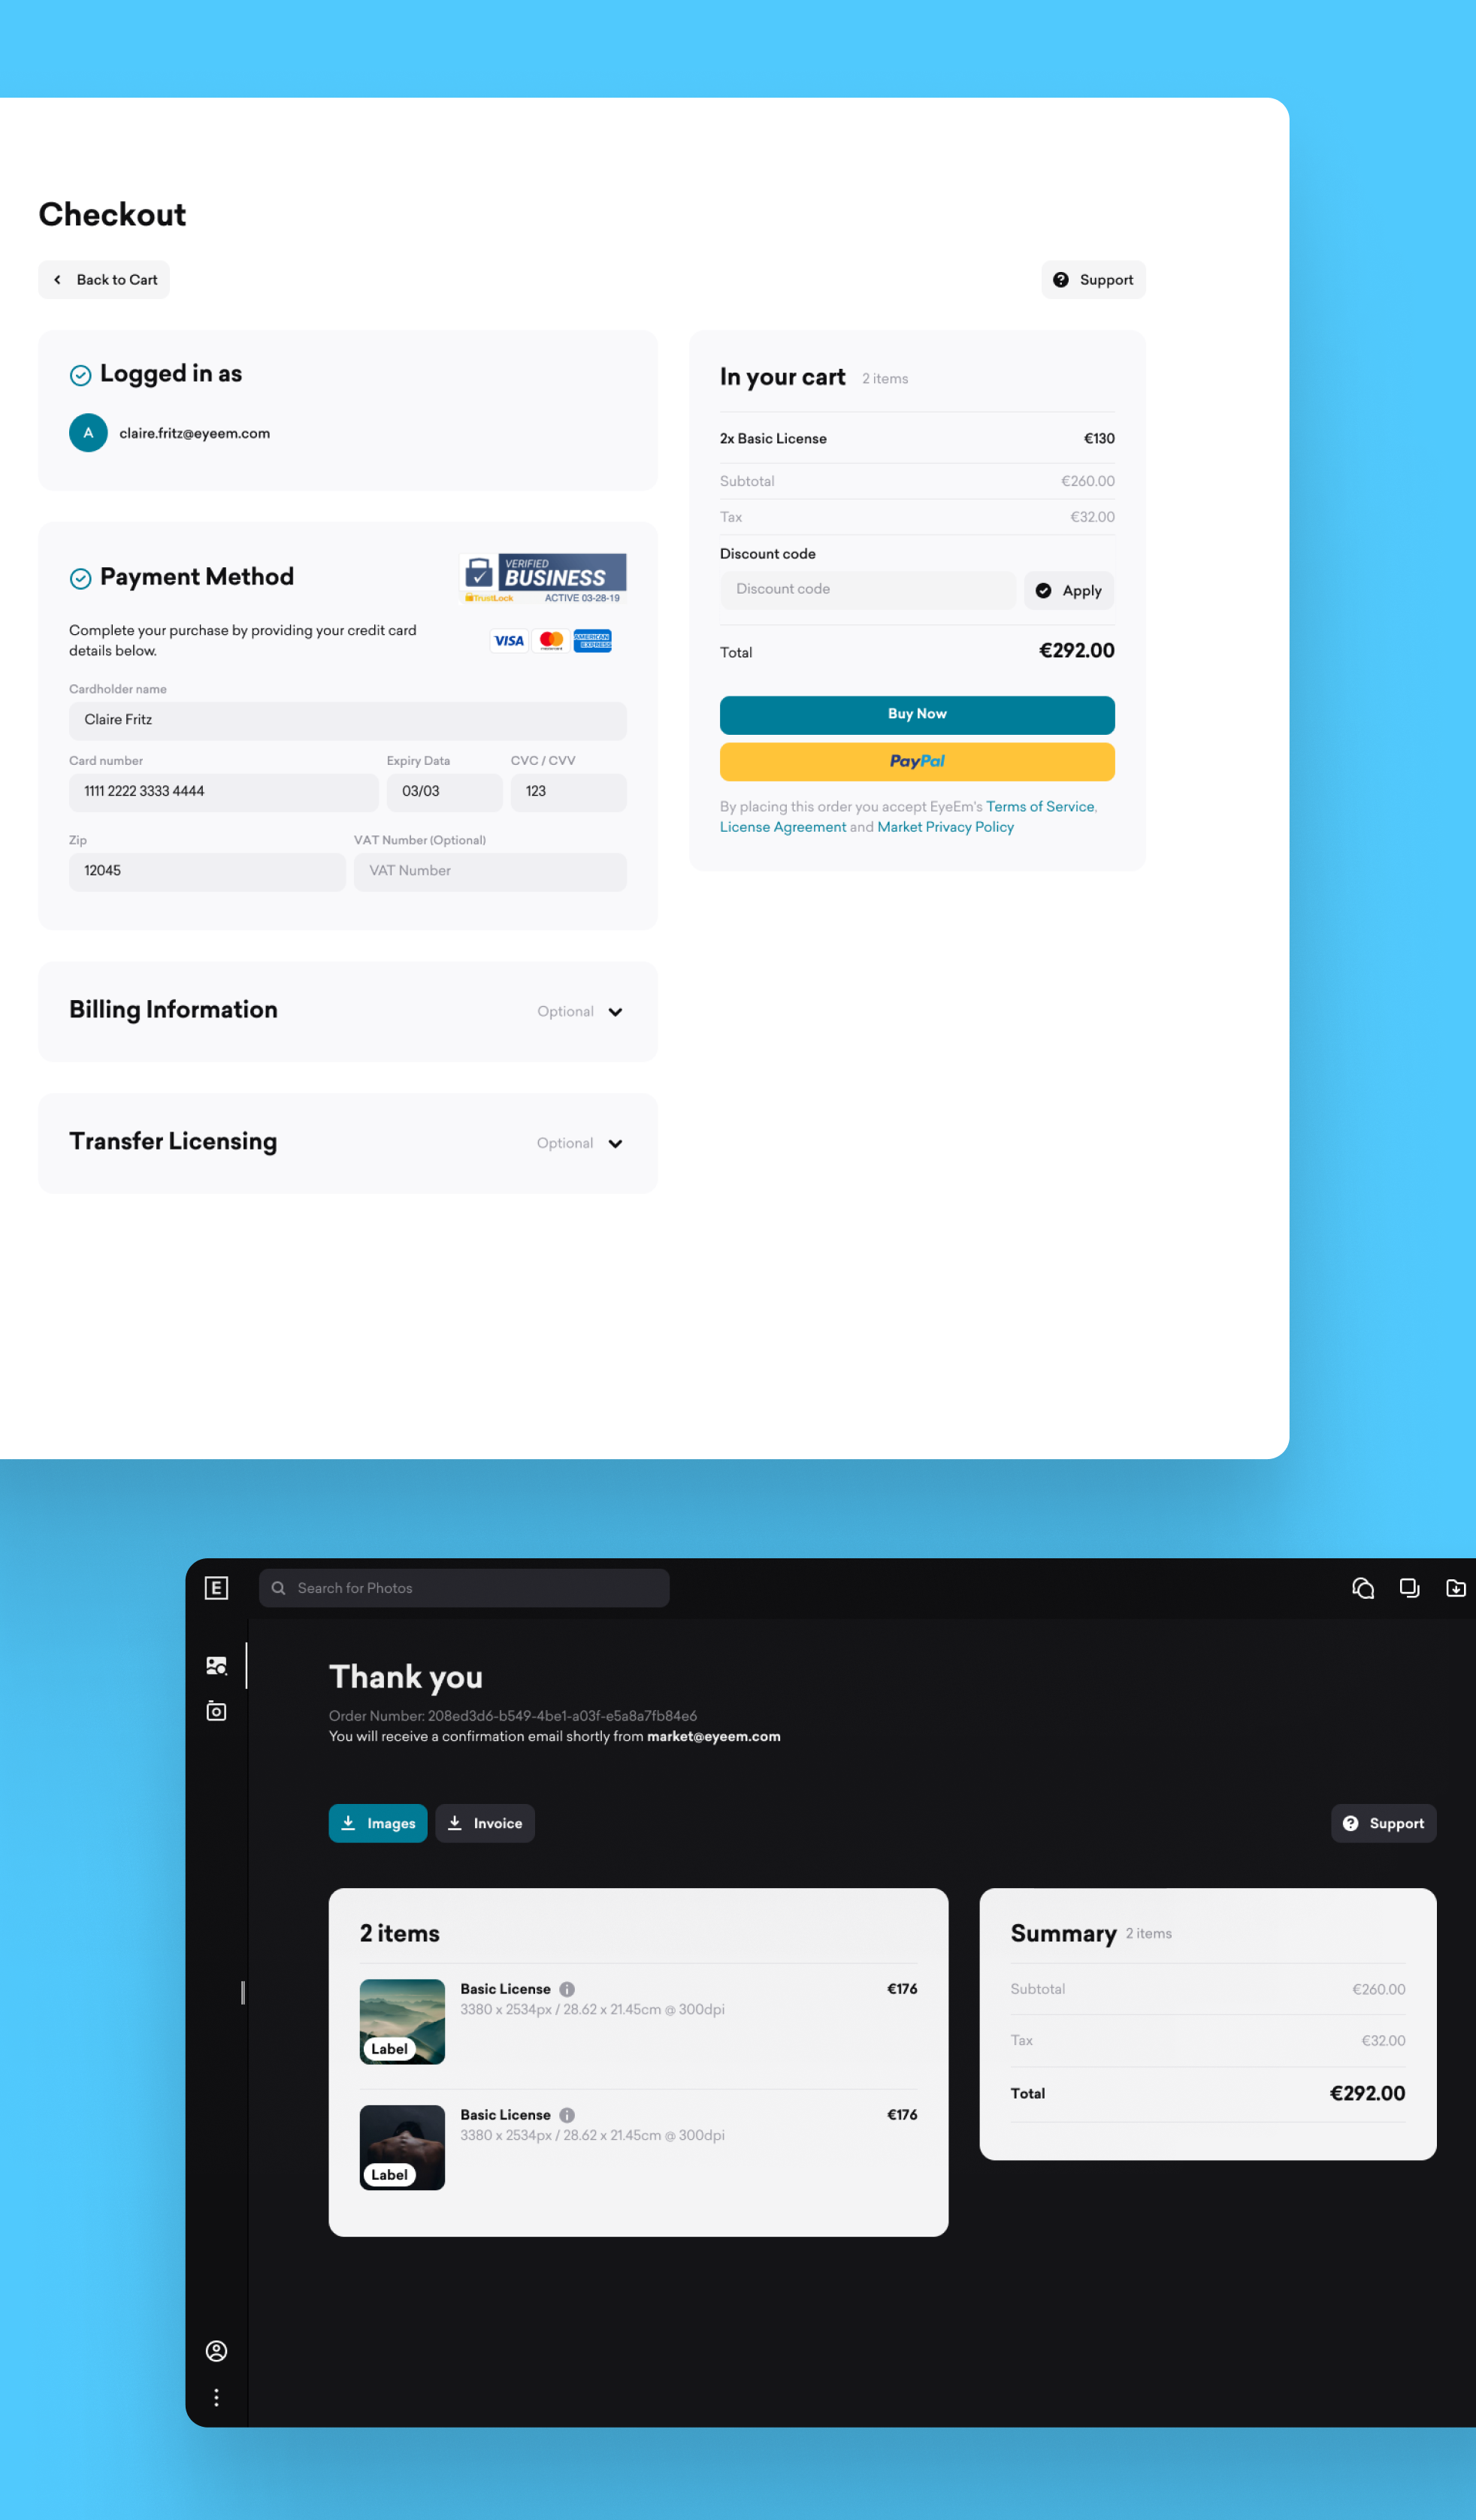 Checkout
Back to Cart
Support
Logged in as
A
claire.fritz@eyeem.com
Payment Method
VERIFIED
BUSINESS
TrustLock
ACTIVE 03-28-19
Complete your purchase by providing your credit card
details below.
VISA
mastercard
AMERICAN
EXPRESS
Cardholder name
Claire Fritz
Card number
Expiry Data
CVC / CVV
1111 2222 3333 4444
03/03
123
Zip
VAT Number (Optional)
12045
VAT Number
Billing Information
Optional
Transfer Licensing
Optional
In your cart
2 items
2x Basic License
€130
Subtotal
€260.00
Tax
€32.00
Discount code
Discount code
Apply
Total
€292.00
Buy Now
PayPal
By placing this order you accept EyeEm's Terms of Service,
License Agreement and Market Privacy Policy
E
Search for Photos
Thank you
Order Number: 208ed3d6-b549-4be1-a03f-e5a8a7fb84e6
You will receive a confirmation email shortly from market@eyeem.com
Images
Invoice
Support
2 items
Basic License
€176
3380 x 2534px / 28.62 x 21.45cm @ 300dpi
Label
Basic License
€176
3380 x 2534px / 28.62 x 21.45cm @ 300dpi
Label
Summary
2 items
Subtotal
€260.00
Tax
€32.00
Total
€292.00